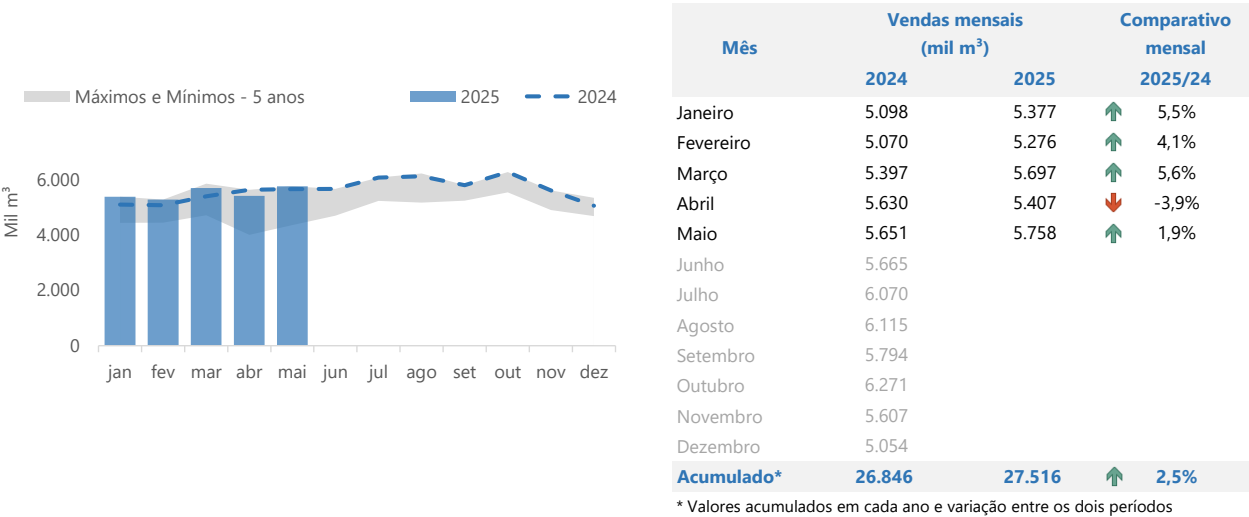 Máximos e Mínimos - 5 anos 2025 2024
Mil m³
6.000
4.000
2.000
0
jan fev mar abr mai jun jul ago set out nov dez
Mês Vendas mensais (mil m³) Comparativo mensal
2024 2025 2025/24
Janeiro 5.098 5.377 5,5%
Fevereiro 5.070 5.276 4,1%
Março 5.397 5.697 5,6%
Abril 5.630 5.407 -3,9%
Maio 5.651 5.758 1,9%
Junho 5.665
Julho 6.070
Agosto 6.115
Setembro 5.794
Outubro 6.271
Novembro 5.607
Dezembro 5.054
Acumulado* 26.846 27.516 2,5%
* Valores acumulados em cada ano e variação entre os dois períodos